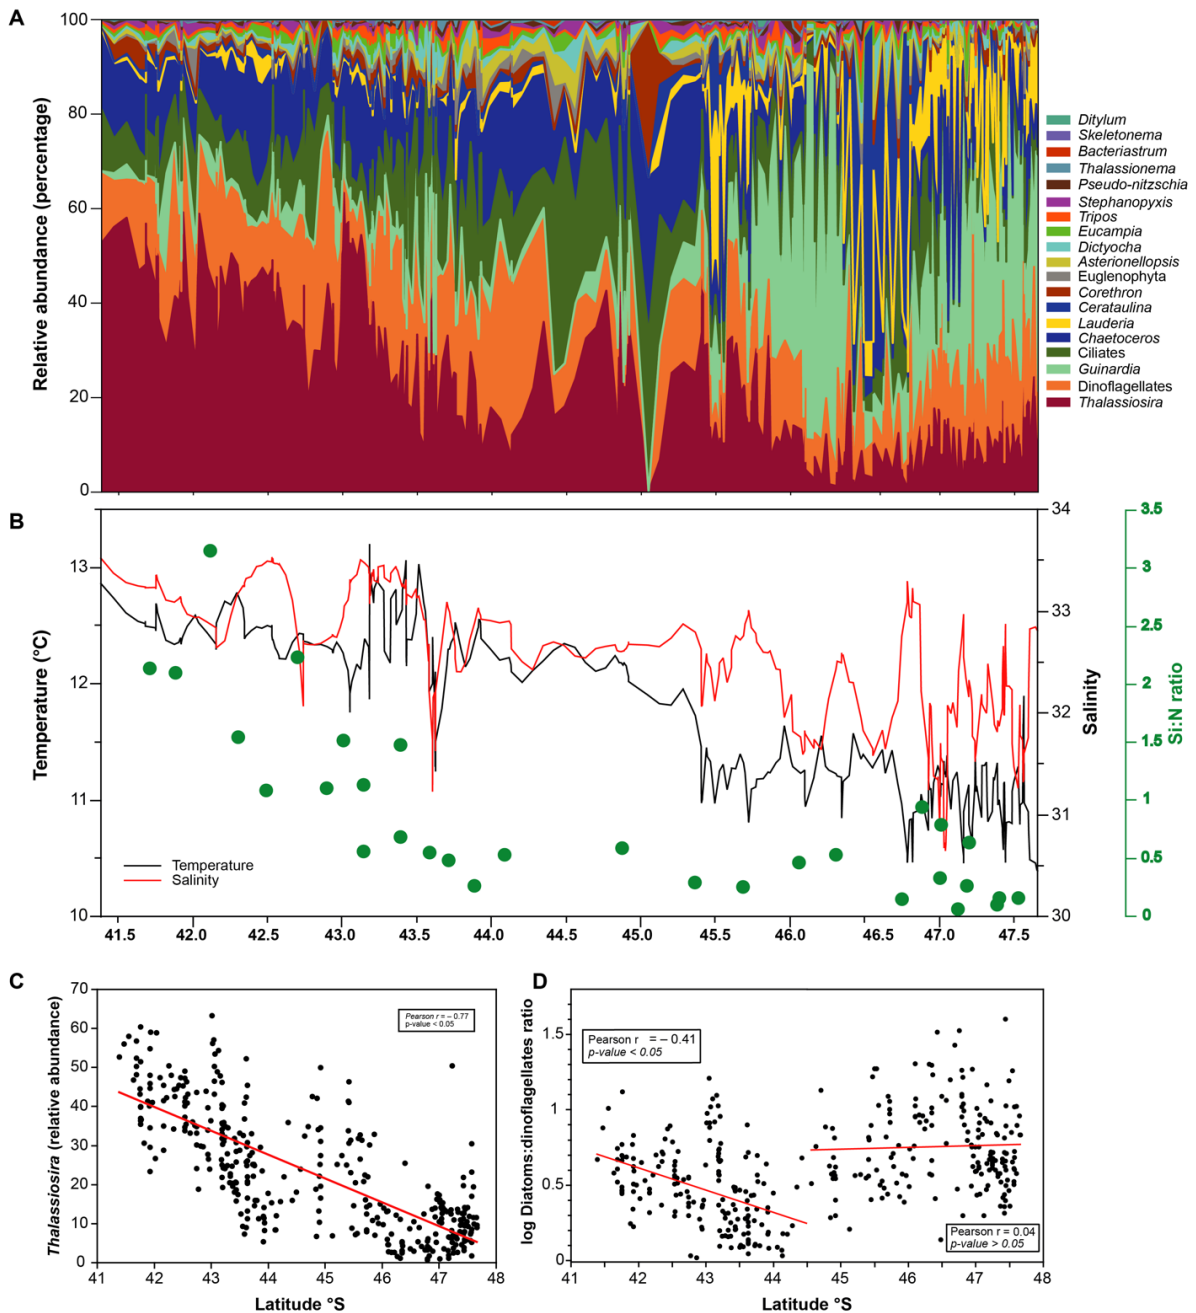 A
100
80
60
40
20
0
Relative abundance (percentage)
Ditylum
Skeletonema
Bacteriastrum
Thalassionema
Pseudo-nitzschia
Stephanopyxis
Tripos
Eucampia
Dictyocha
Asterionellopsis
Euglenophyta
Corethron
Cerataulina
Lauderia
Chaetoceros
Ciliates
Guinardia
Dinoflagellates
Thalassiosira
B
13
12
11
10
Temperature (°C)
34
33
32
31
30
Salinity
3.5
3
2.5
2
1.5
1
0.5
0
Si:N ratio
Temperature
Salinity
41.5 42.0 42.5 43.0 43.5 44.0 44.5 45.0 45.5 46.0 46.5 47.0 47.5
C
70
60
50
40
30
20
10
0
Thalassiosira (relative abundance)
Pearson r = – 0.77
p-value < 0.05
41 42 43 44 45 46 47 48
Latitude °S
D
1.5
1
0.5
0
log Diatoms:dinoflagellates ratio
Pearson r = – 0.41
p-value < 0.05
Pearson r = 0.04
p-value > 0.05
41 42 43 44 45 46 47 48
Latitude °S